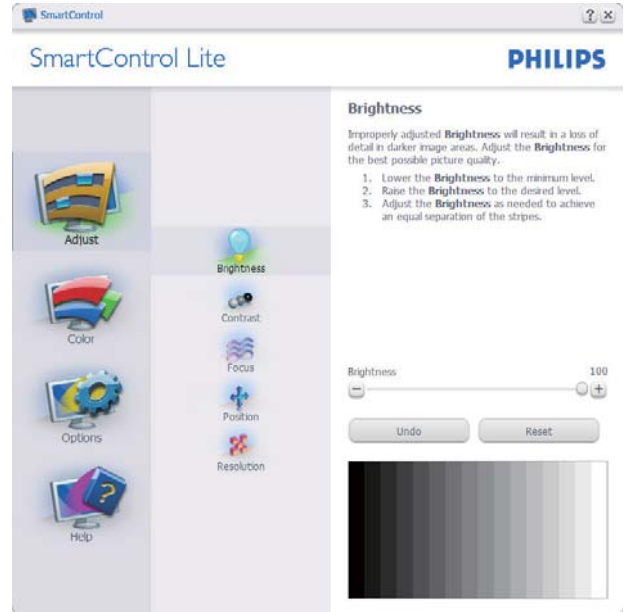 SmartControl
? ×
SmartControl Lite
PHILIPS
Adjust
Color
Options
?
Help
Brightness
Contrast
Focus
Position
Resolution
Brightness
Improperly adjusted Brightness will result in a loss of
detail in darker image areas. Adjust the Brightness for
the best possible picture quality.
1. Lower the Brightness to the minimum level.
2. Raise the Brightness to the desired level.
3. Adjust the Brightness as needed to achieve
an equal separation of the stripes.
Brightness 100
− +
Undo Reset